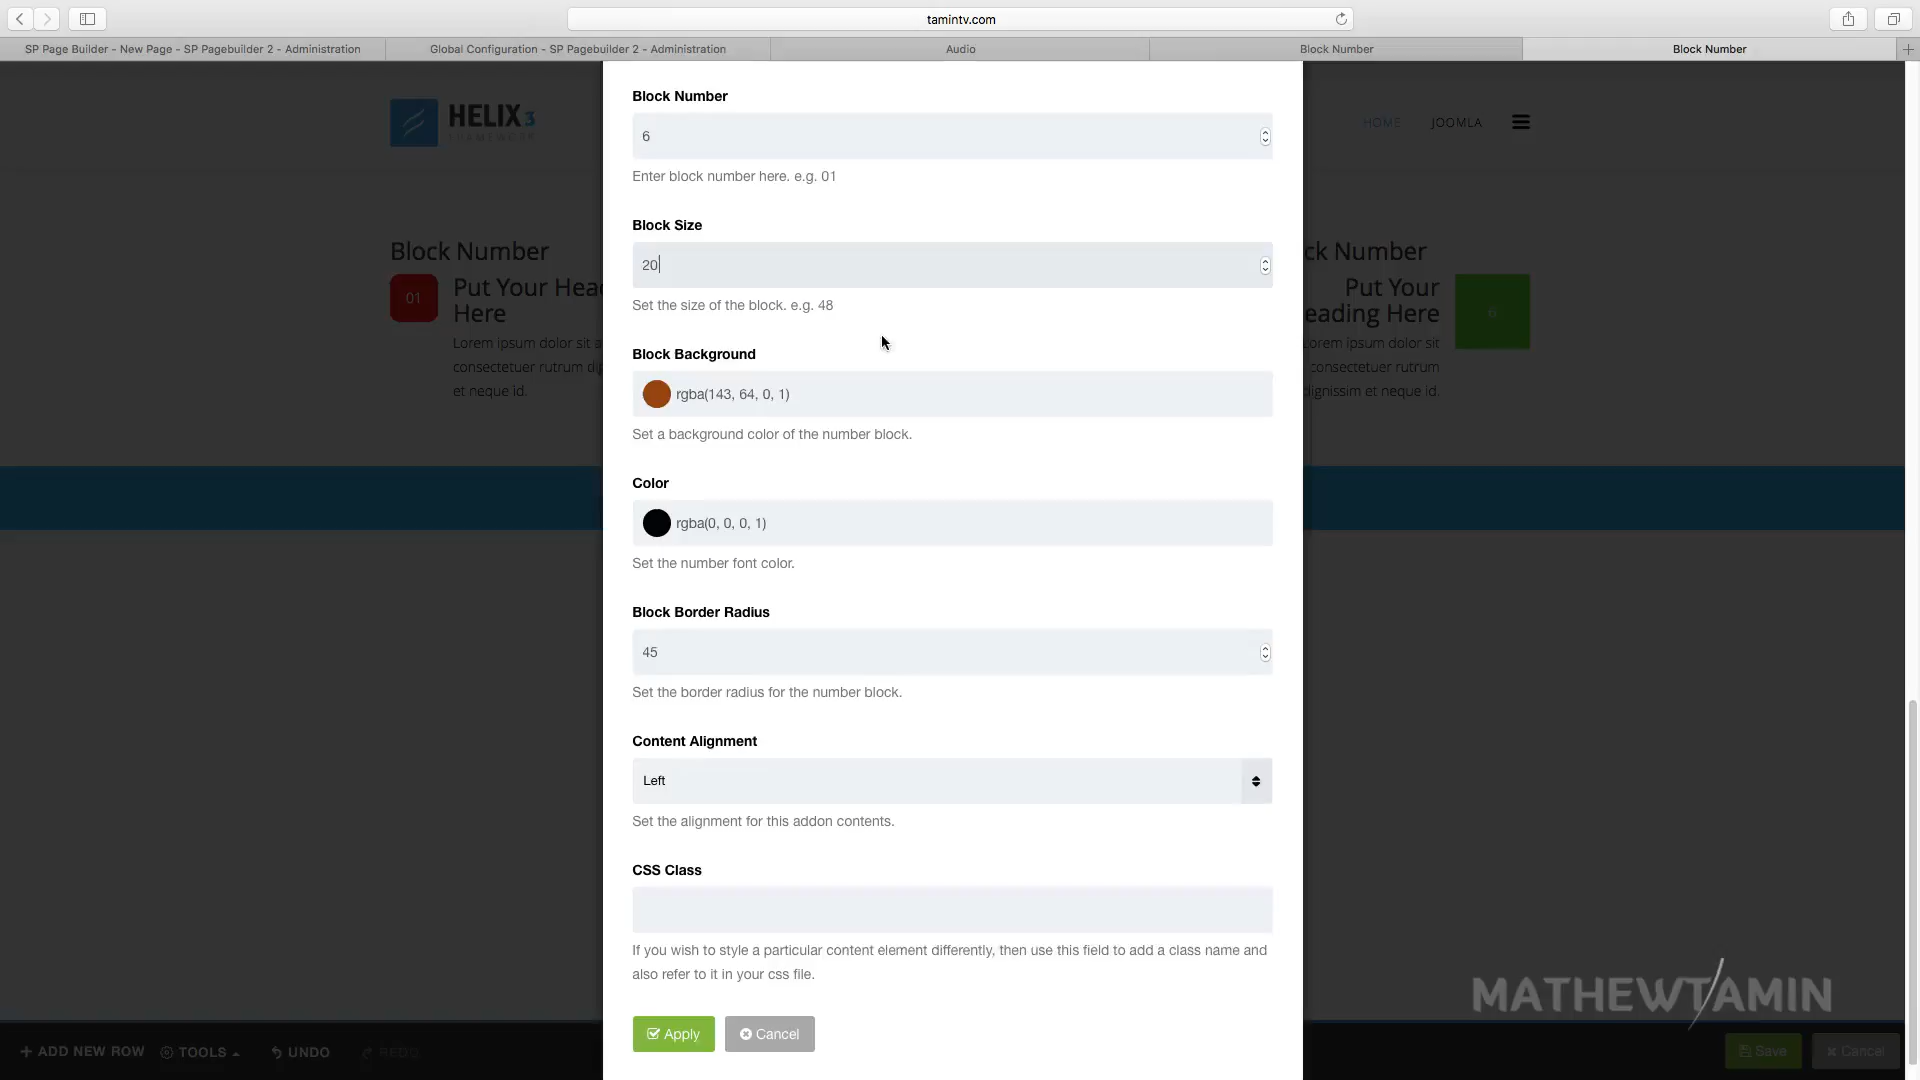 tamintv.com
SP Page Builder - New Page - SP Pagebuilder 2 - Administration
Global Configuration - SP Pagebuilder 2 - Administration
Audio
Block Number
Block Number
HELIX3
FRAMEWORK
HOME
JOOMLA
Block Number
01
Put Your Hea
Here
Lorem ipsum dolor sit a
consectetuer rutrum di
et neque id.
Block Number
6
Enter block number here. e.g. 01
Block Size
20
Set the size of the block. e.g. 48
Block Background
rgba(143, 64, 0, 1)
Set a background color of the number block.
Color
rgba(0, 0, 0, 1)
Set the number font color.
Block Border Radius
45
Set the border radius for the number block.
Content Alignment
Left
Set the alignment for this addon contents.
CSS Class
If you wish to style a particular content element differently, then use this field to add a class name and
also refer to it in your css file.
Apply
Cancel
ck Number
Put Your
eading Here
6
orem ipsum dolor sit
consectetuer rutrum
dignissim et neque id.
MATHEWTAMIN
ADD NEW ROW
TOOLS
UNDO
REDO
Save
Cancel